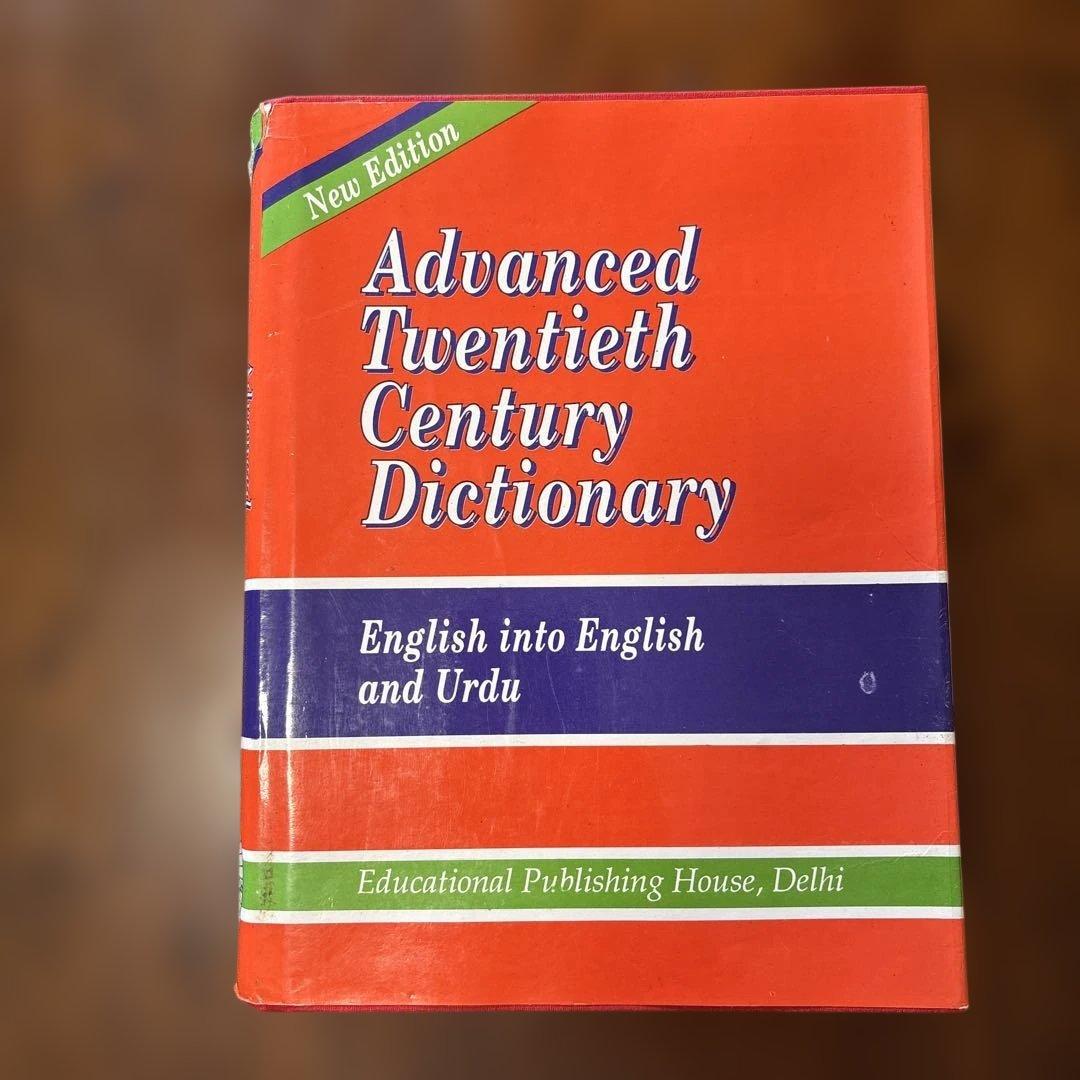 New Edition
Advanced
Twentieth
Century
Dictionary
English into English
and Urdu
Educational Publishing House, Delhi